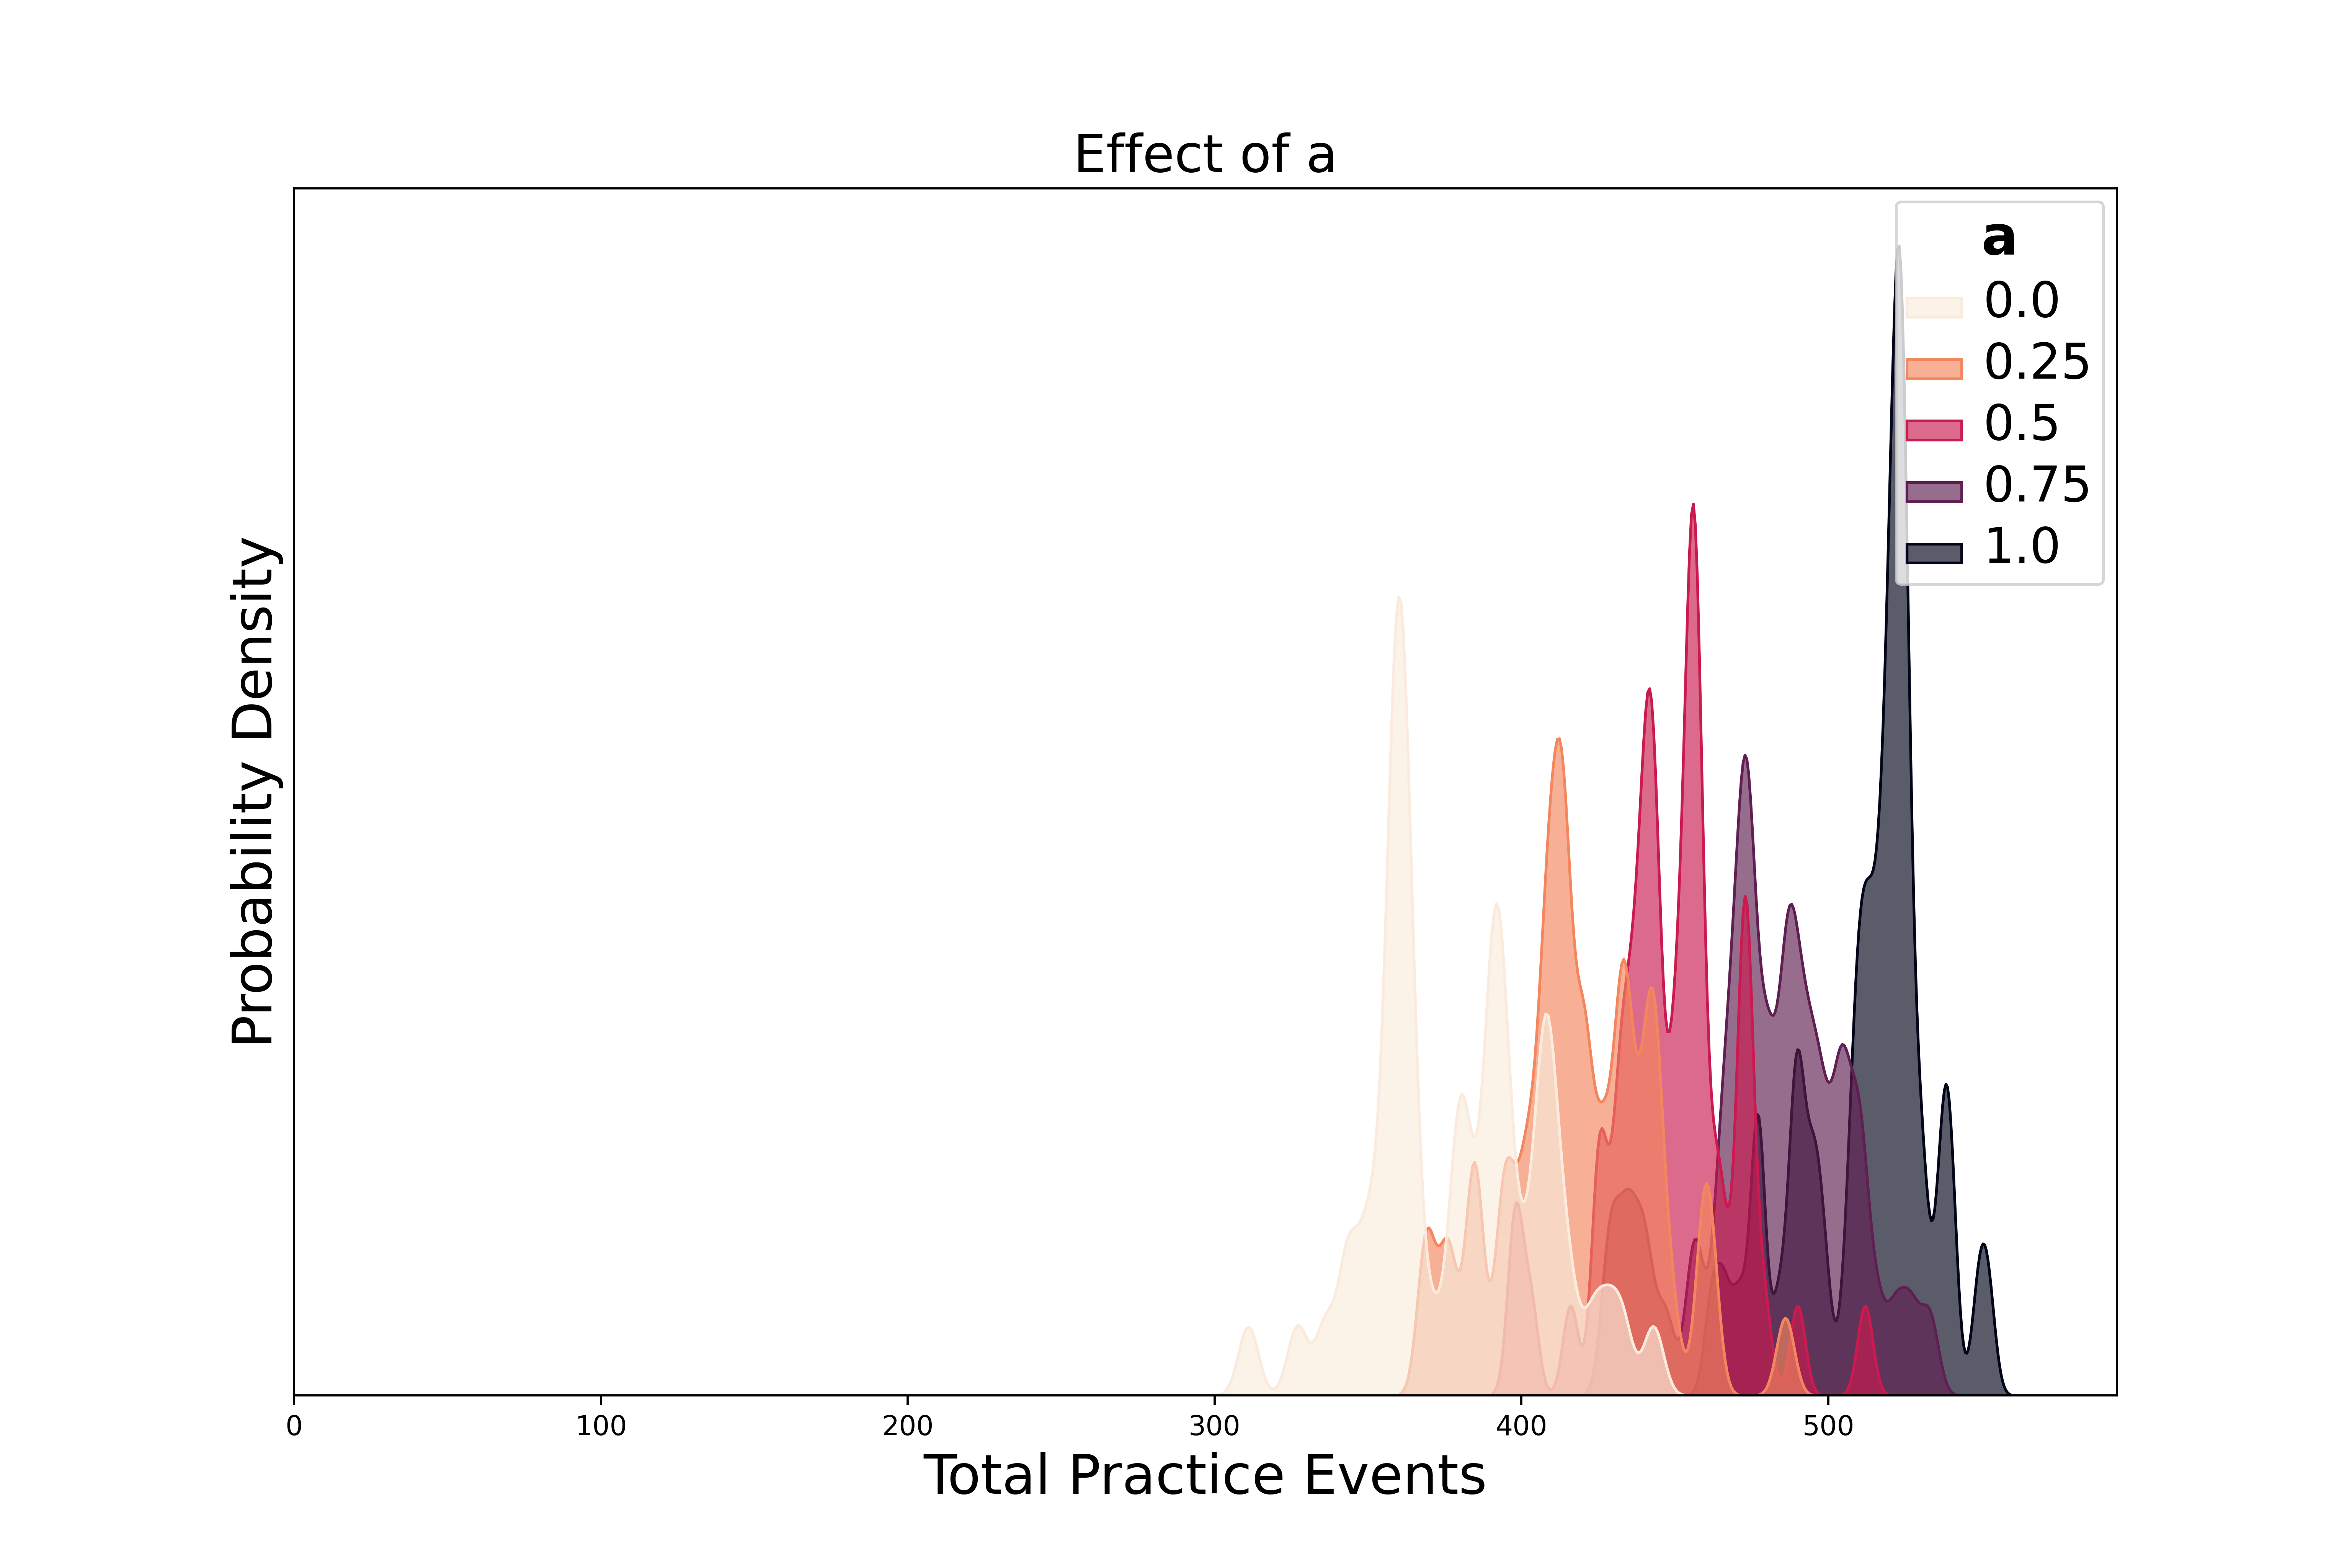 Effect of a
a
0.0
0.25
0.5
0.75
1.0
Probability Density
0 100 200 300 400 500
Total Practice Events